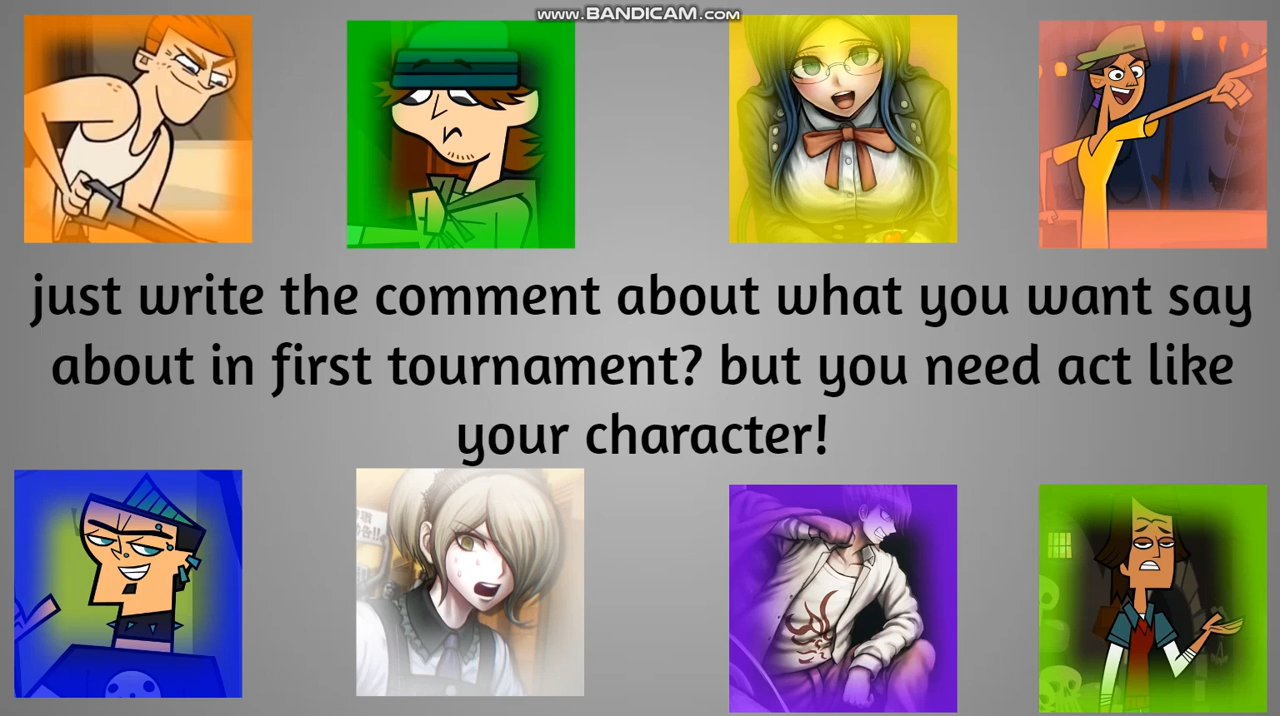 www.BANDICAM.com
just write the comment about what you want say
about in first tournament? but you need act like
your character!